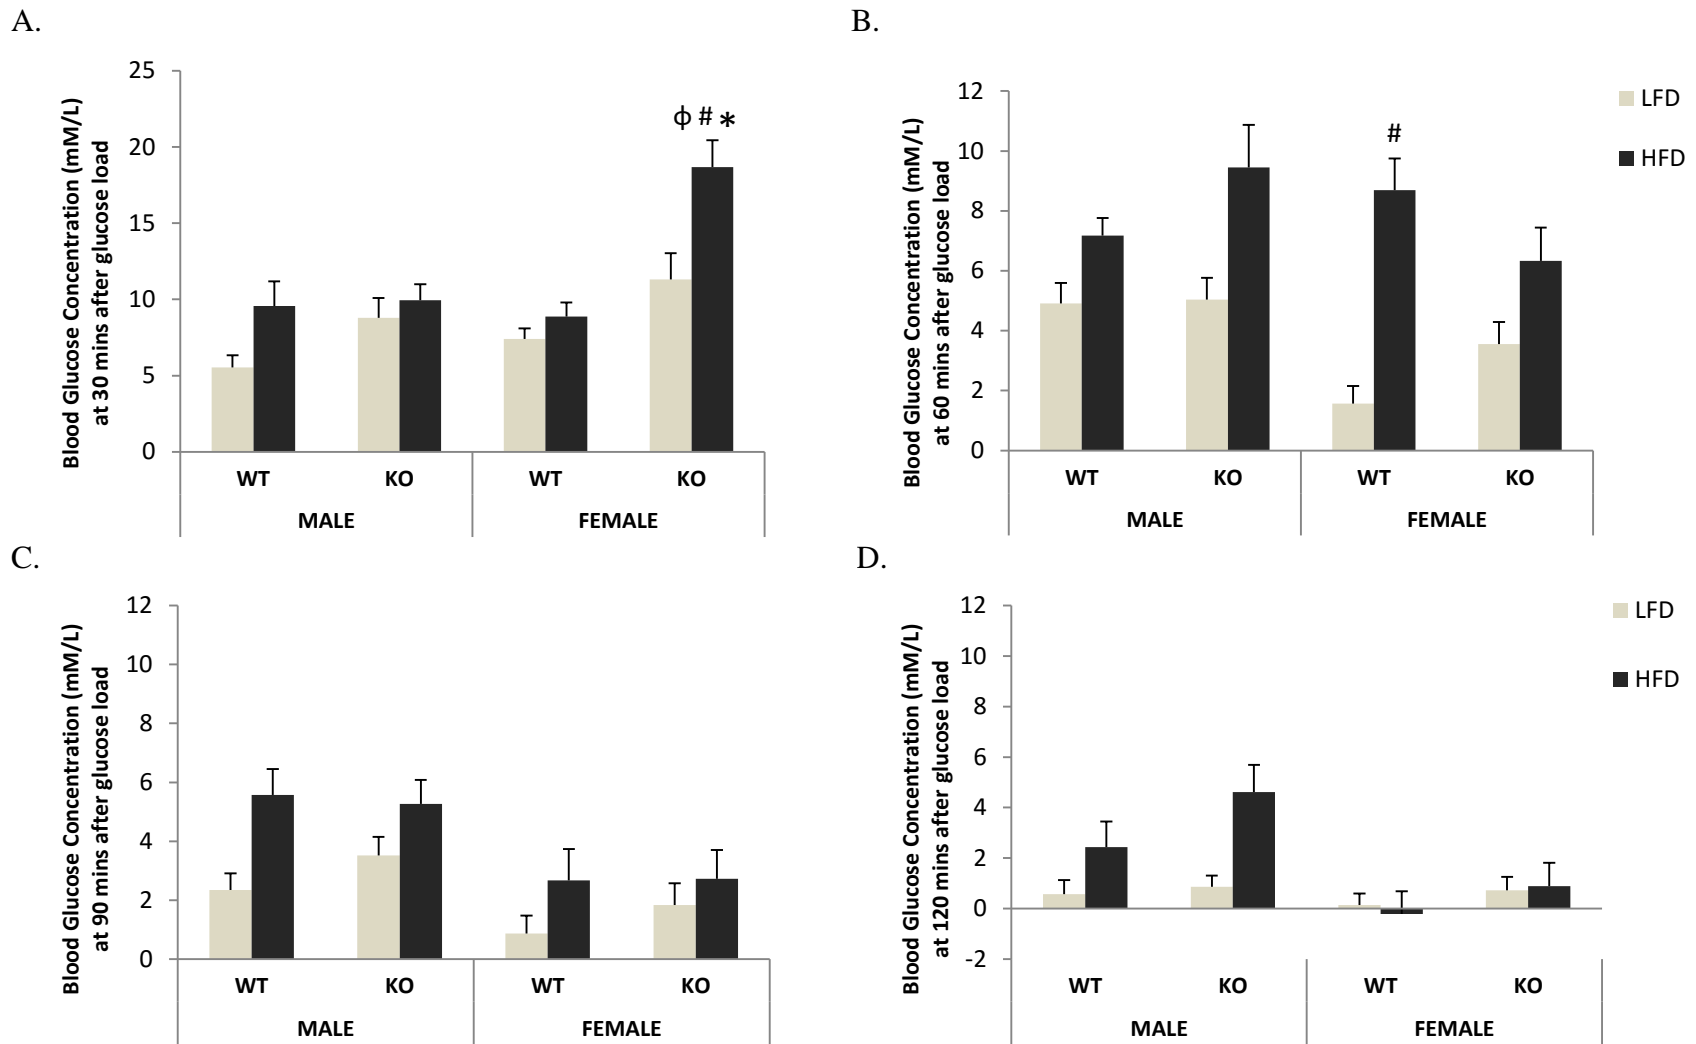 A.
Blood Glucose Concentration (mM/L)
at 30 mins after glucose load
25
20
15
10
5
0
ϕ # *
WT KO WT KO
MALE FEMALE
B.
Blood Glucose Concentration (mM/L)
at 60 mins after glucose load
12
10
8
6
4
2
0
#
WT KO WT KO
MALE FEMALE
LFD
HFD
C.
Blood Glucose Concentration (mM/L)
at 90 mins after glucose load
12
10
8
6
4
2
0
WT KO WT KO
MALE FEMALE
D.
Blood Glucose Concentration (mM/L)
at 120 mins after glucose load
12
10
8
6
4
2
0
-2
WT KO WT KO
MALE FEMALE
LFD
HFD